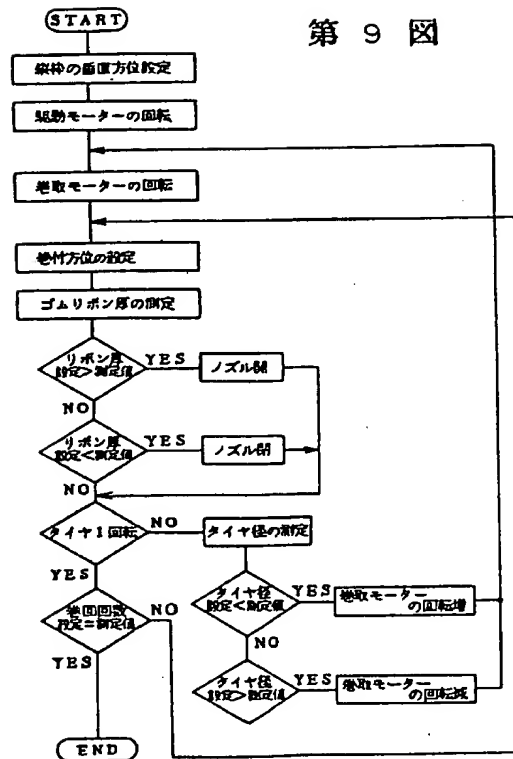 第 9 図
START
縦枠の垂直方位設定
駆動モーターの回転
巻取モーターの回転
巻付方位の設定
ゴムリボン厚の測定
リボン厚
設定>測定値
YES
ノズル開
NO
リボン厚
設定<測定値
YES
ノズル閉
NO
タイヤ1回転
NO
タイヤ径の測定
YES
タイヤ径
設定<測定値
YES
巻取モーター
の回転増
巻回回数
設定=測定値
NO
NO
YES
タイヤ径
YES
巻取モーター
の回転減
END